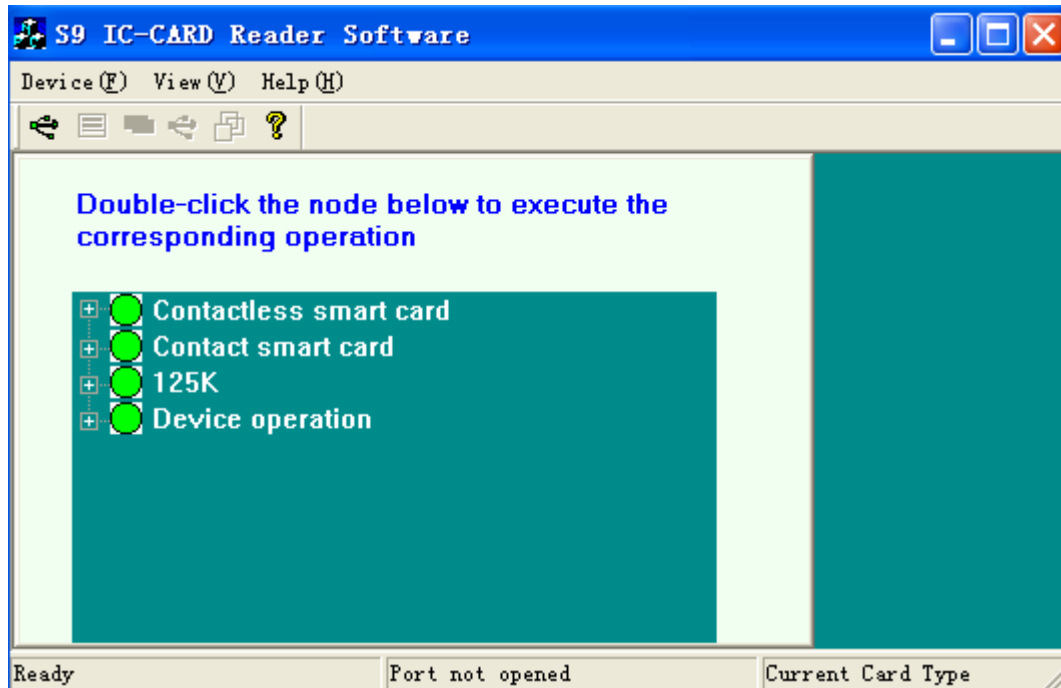 S9 IC-CARD Reader Software
Device(F) View(V) Help(H)
Double-click the node below to execute the
corresponding operation
Contactless smart card
Contact smart card
125K
Device operation
Ready
Port not opened
Current Card Type